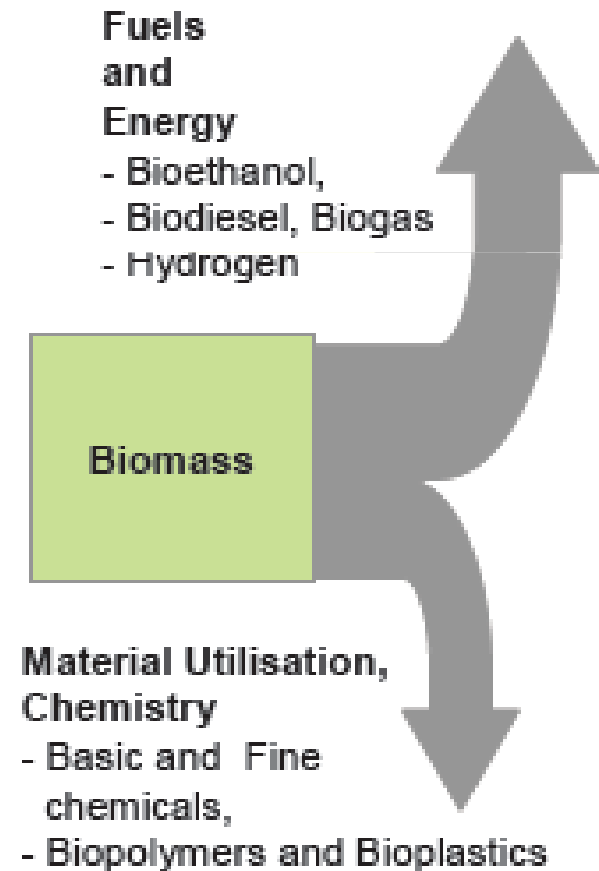 Fuels
and
Energy
- Bioethanol,
- Biodiesel, Biogas
- Hydrogen
Biomass
Material Utilisation,
Chemistry
- Basic and Fine
chemicals,
- Biopolymers and Bioplastics